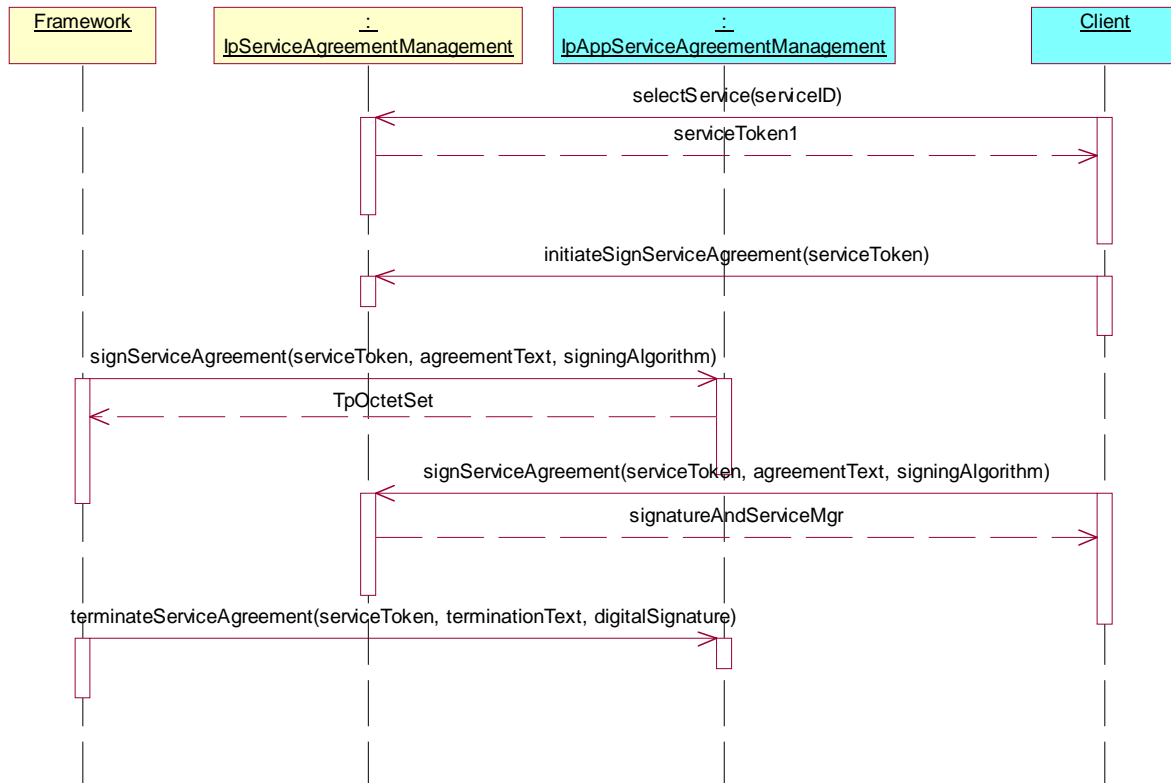 Framework
:
IpServiceAgreementManagement
:
IpAppServiceAgreementManagement
Client
selectService(serviceID)
serviceToken1
initiateSignServiceAgreement(serviceToken)
signServiceAgreement(serviceToken, agreementText, signingAlgorithm)
TpOctetSet
signServiceAgreement(serviceToken, agreementText, signingAlgorithm)
signatureAndServiceMgr
terminateServiceAgreement(serviceToken, terminationText, digitalSignature)